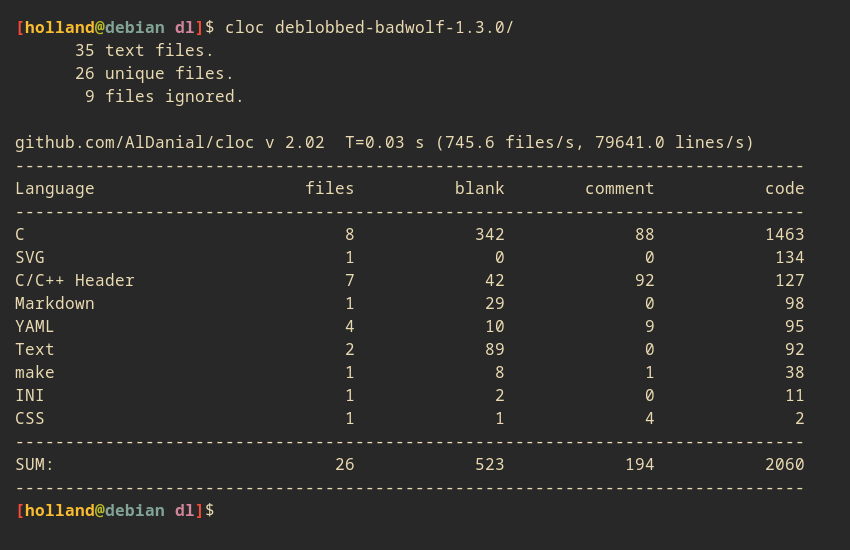 [holland@debian dl]$ cloc deblobbed-badwolf-1.3.0/
      35 text files.
      26 unique files.
       9 files ignored.

github.com/AlDanial/cloc v 2.02  T=0.03 s (745.6 files/s, 79641.0 lines/s)
-------------------------------------------------------------------------------
Language                     files          blank        comment           code
-------------------------------------------------------------------------------
C                                8            342             88           1463
SVG                              1              0              0            134
C/C++ Header                     7             42             92            127
Markdown                         1             29              0             98
YAML                             4             10              9             95
Text                             2             89              0             92
make                             1              8              1             38
INI                              1              2              0             11
CSS                              1              1              4              2
-------------------------------------------------------------------------------
SUM:                            26            523            194           2060
-------------------------------------------------------------------------------
[holland@debian dl]$